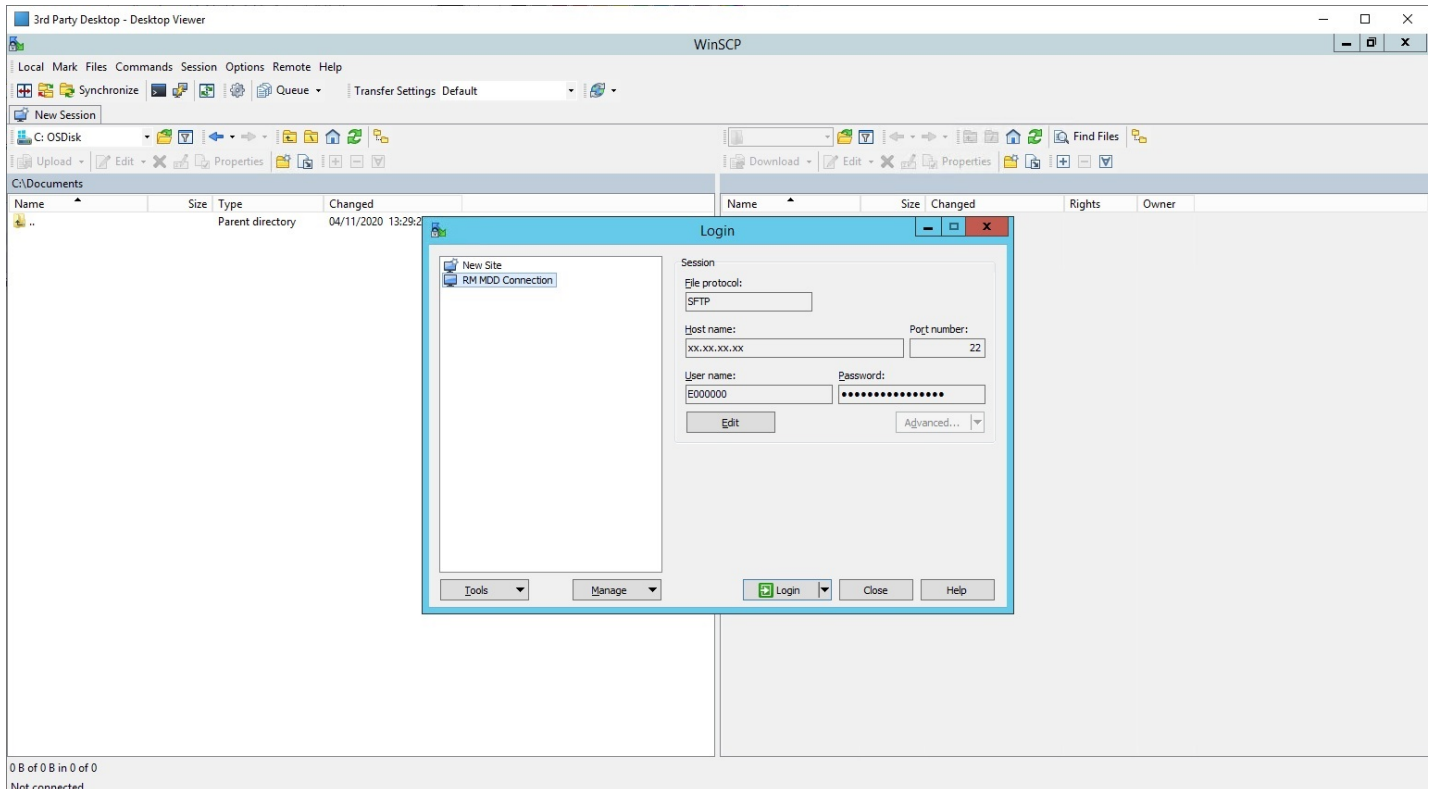 3rd Party Desktop - Desktop Viewer
WinSCP
Local Mark Files Commands Session Options Remote Help
Synchronize Queue Transfer Settings Default
New Session
C: OSDisk Find Files
Upload Edit Properties Download Edit Properties
C:\Documents
Name Size Type Changed Name Size Changed Rights Owner
.. Parent directory 04/11/2020 13:29:2
Login
New Site
RM MDD Connection
Session
File protocol:
SFTP
Host name: Port number:
xx.xx.xx.xx 22
User name: Password:
E000000 ••••••••••••••••
Edit Advanced...
Tools Manage Login Close Help
0 B of 0 B in 0 of 0
Not connected